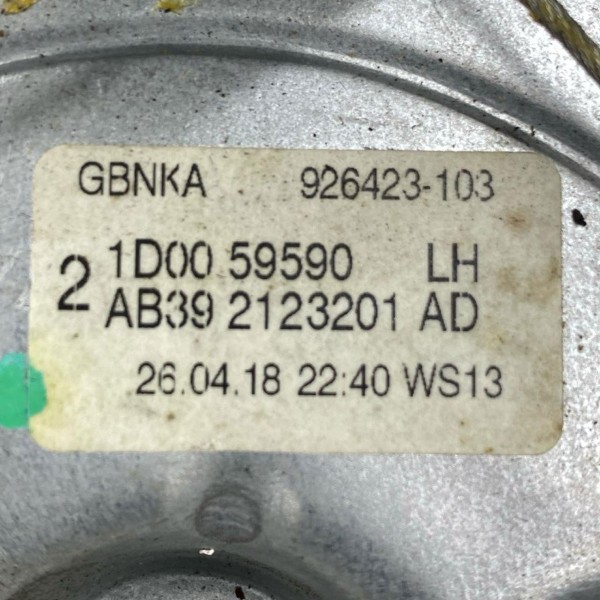 GBNKA 926423-103
1D00 59590 LH
2
AB39 2123201 AD
26.04.18 22:40 WS13